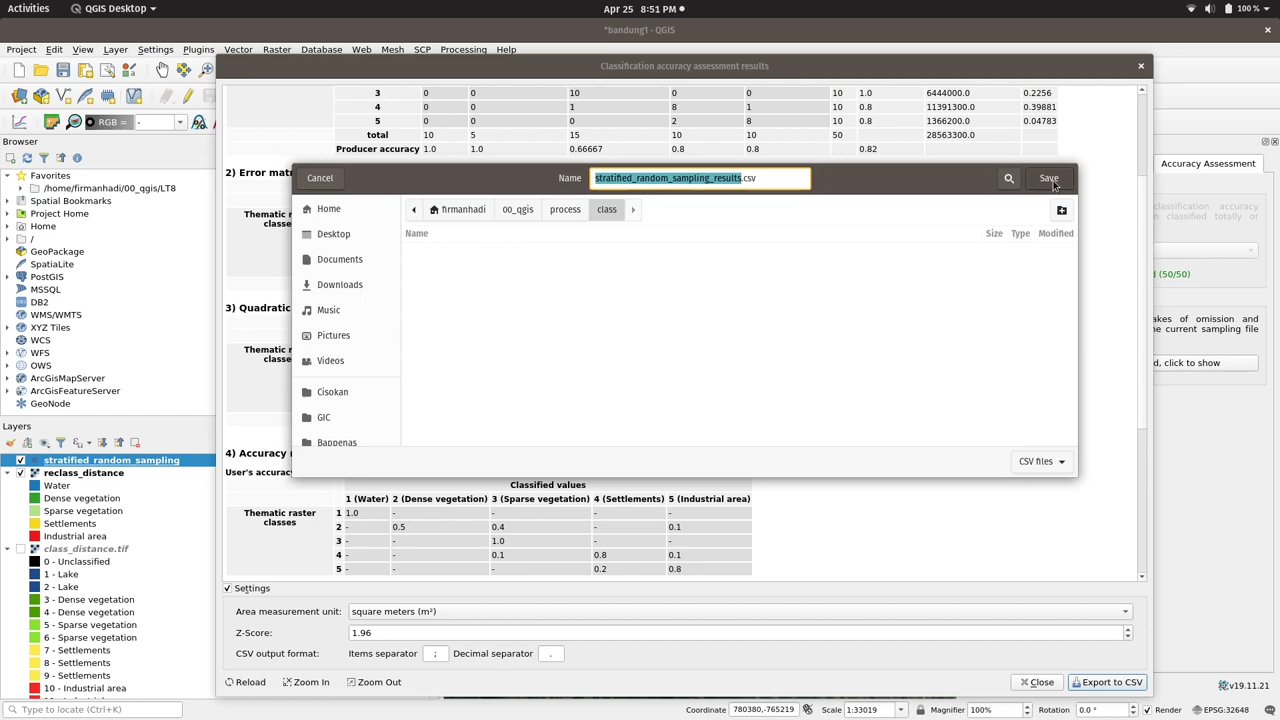 Activities QGIS Desktop Apr 25 8:51 PM 100 %
*bandung1 - QGIS
Project Edit View Layer Settings Plugins Vector Raster Database Web Mesh SCP Processing Help
Classification accuracy assessment results
RGB = -
3 0 0 10 0 0 10 1.0 6444000.0 0.2256
4 0 0 1 8 1 10 0.8 11391300.0 0.39881
5 0 0 0 2 8 10 0.8 1366200.0 0.04783
total 10 5 15 10 10 50 28563300.0
Producer accuracy 1.0 1.0 0.66667 0.8 0.8 0.82
Browser
Favorites
/home/firmanhadi/00_qgis/LT8
Spatial Bookmarks
Project Home
Home
/
GeoPackage
SpatiaLite
PostGIS
MSSQL
DB2
WMS/WMTS
XYZ Tiles
WCS
WFS
OWS
ArcGisMapServer
ArcGisFeatureServer
GeoNode
Layers
stratified_random_sampling
reclass_distance
Water
Dense vegetation
Sparse vegetation
Settlements
Industrial area
class_distance.tif
0 - Unclassified
1 - Lake
2 - Lake
3 - Dense vegetation
4 - Dense vegetation
5 - Sparse vegetation
6 - Sparse vegetation
7 - Settlements
8 - Settlements
9 - Settlements
10 - Industrial area
2) Error matr
Thematic r
classe
3) Quadratic
Thematic r
classe
4) Accuracy r
User's accurac
Cancel Name stratified_random_sampling_results.csv Save
firmanhadi 00_qgis process class
Name Size Type Modified
Home
Desktop
Documents
Downloads
Music
Pictures
Videos
Cisokan
GIC
Bappenas
CSV files
Classified values
1 (Water) 2 (Dense vegetation) 3 (Sparse vegetation) 4 (Settlements) 5 (Industrial area)
Thematic raster
classes
1 1.0 - - - -
2 - 0.5 0.4 - 0.1
3 - - 1.0 - -
4 - - 0.1 0.8 0.1
5 - - - 0.2 0.8
Settings
Area measurement unit: square meters (m²)
Z-Score: 1.96
CSV output format: Items separator ; Decimal separator .
Reload Zoom In Zoom Out Close Export to CSV
Accuracy Assessment
classification accuracy
om classified totally or
d (50/50)
akes of omission and
he current sampling file
d, click to show
v19.11.21
Type to locate (Ctrl+K) Coordinate 780380,-765219 Scale 1:33019 Magnifier 100% Rotation 0.0 ° Render EPSG:32648